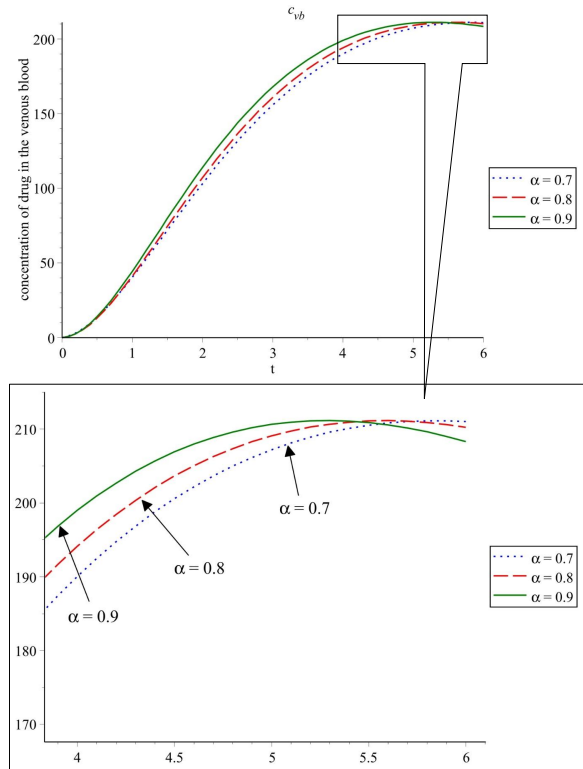 c_vb
concentration of drug in the venous blood
200
150
100
50
0
0 1 2 3 4 5 6
t
α = 0.7
α = 0.8
α = 0.9
210
200
190
180
170
4 4.5 5 5.5 6
α = 0.7
α = 0.8
α = 0.9
α = 0.7
α = 0.8
α = 0.9